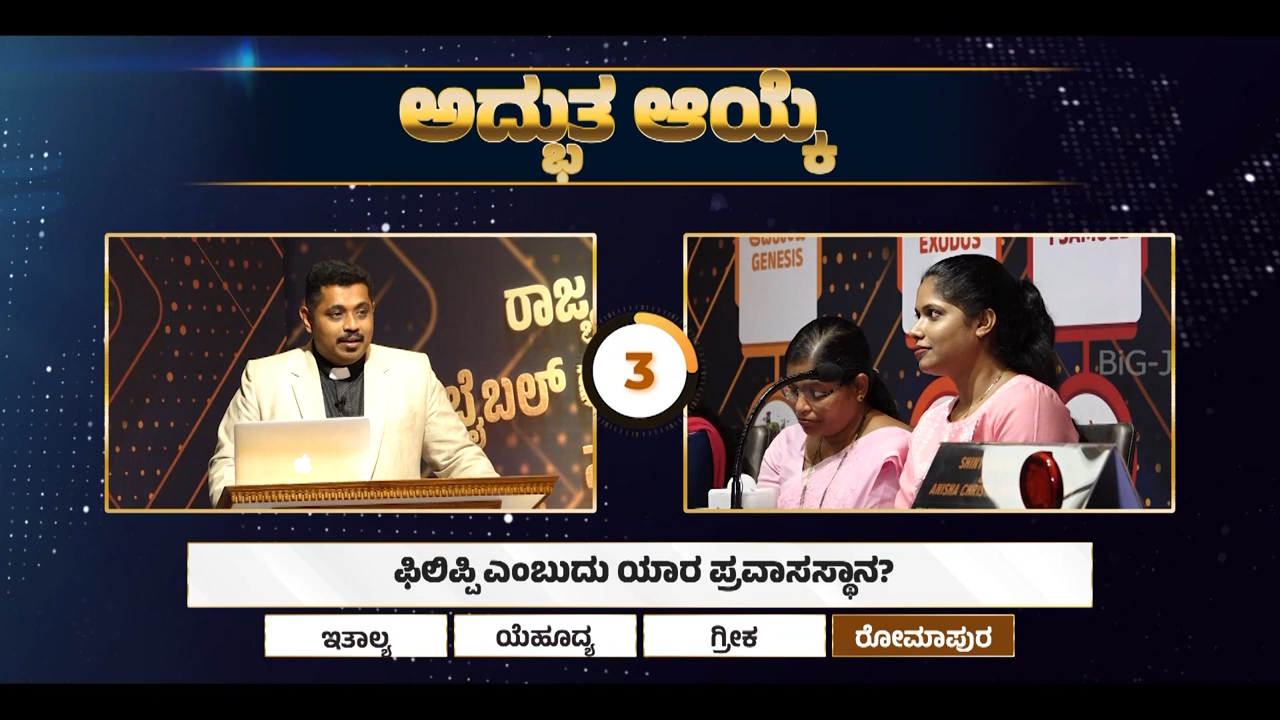 ಅದ್ಭುತ ಆಯ್ಕೆ
ರಾಜ್ಯ
ಬೈಬಲ್
GENESIS
EXODUS
3
BiG-J
ಫಿಲಿಪ್ಪಿ ಎಂಬುದು ಯಾರ ಪ್ರವಾಸಸ್ಥಾನ?
ಇತಾಲ್ಯ
ಯೆಹೂದ್ಯ
ಗ್ರೀಕ
ರೋಮಾಪುರ